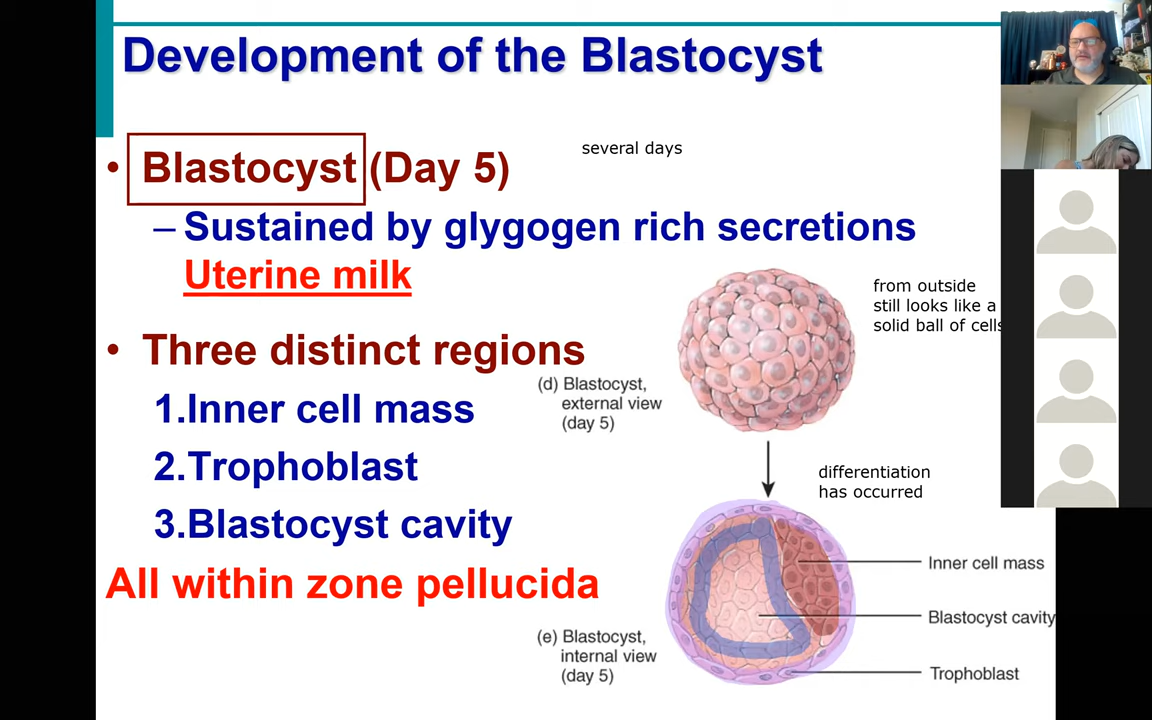 Development of the Blastocyst
• Blastocyst (Day 5)
several days
– Sustained by glygogen rich secretions
Uterine milk
• Three distinct regions
1.Inner cell mass
2.Trophoblast
3.Blastocyst cavity
All within zone pellucida
from outside
still looks like a
solid ball of cells
(d) Blastocyst,
external view
(day 5)
differentiation
has occurred
Inner cell mass
Blastocyst cavity
Trophoblast
(e) Blastocyst,
internal view
(day 5)